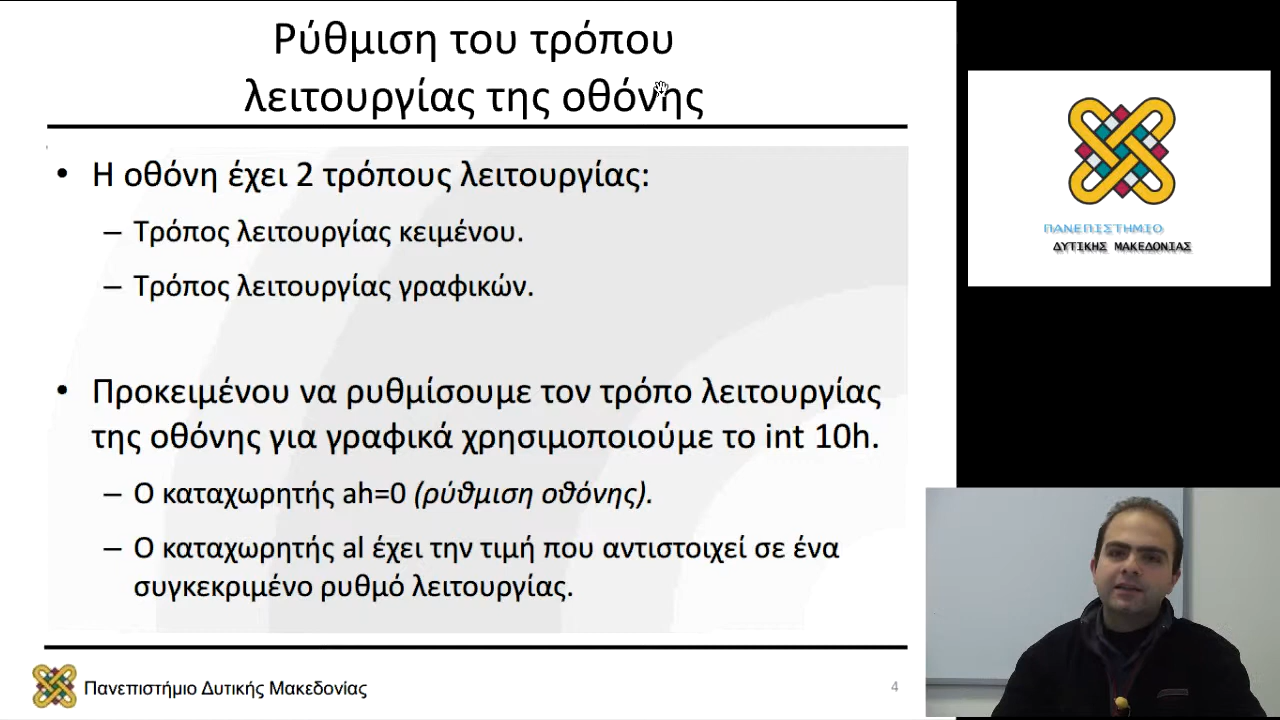 Ρύθμιση του τρόπου
λειτουργίας της οθόνης
• Η οθόνη έχει 2 τρόπους λειτουργίας:
– Τρόπος λειτουργίας κειμένου.
– Τρόπος λειτουργίας γραφικών.
• Προκειμένου να ρυθμίσουμε τον τρόπο λειτουργίας
της οθόνης για γραφικά χρησιμοποιούμε το int 10h.
– Ο καταχωρητής ah=0 (ρύθμιση οθόνης).
– Ο καταχωρητής al έχει την τιμή που αντιστοιχεί σε ένα
συγκεκριμένο ρυθμό λειτουργίας.
Πανεπιστήμιο Δυτικής Μακεδονίας
4
ΠΑΝΕΠΙΣΤΗΜΙΟ
ΔΥΤΙΚΗΣ ΜΑΚΕΔΟΝΙΑΣ